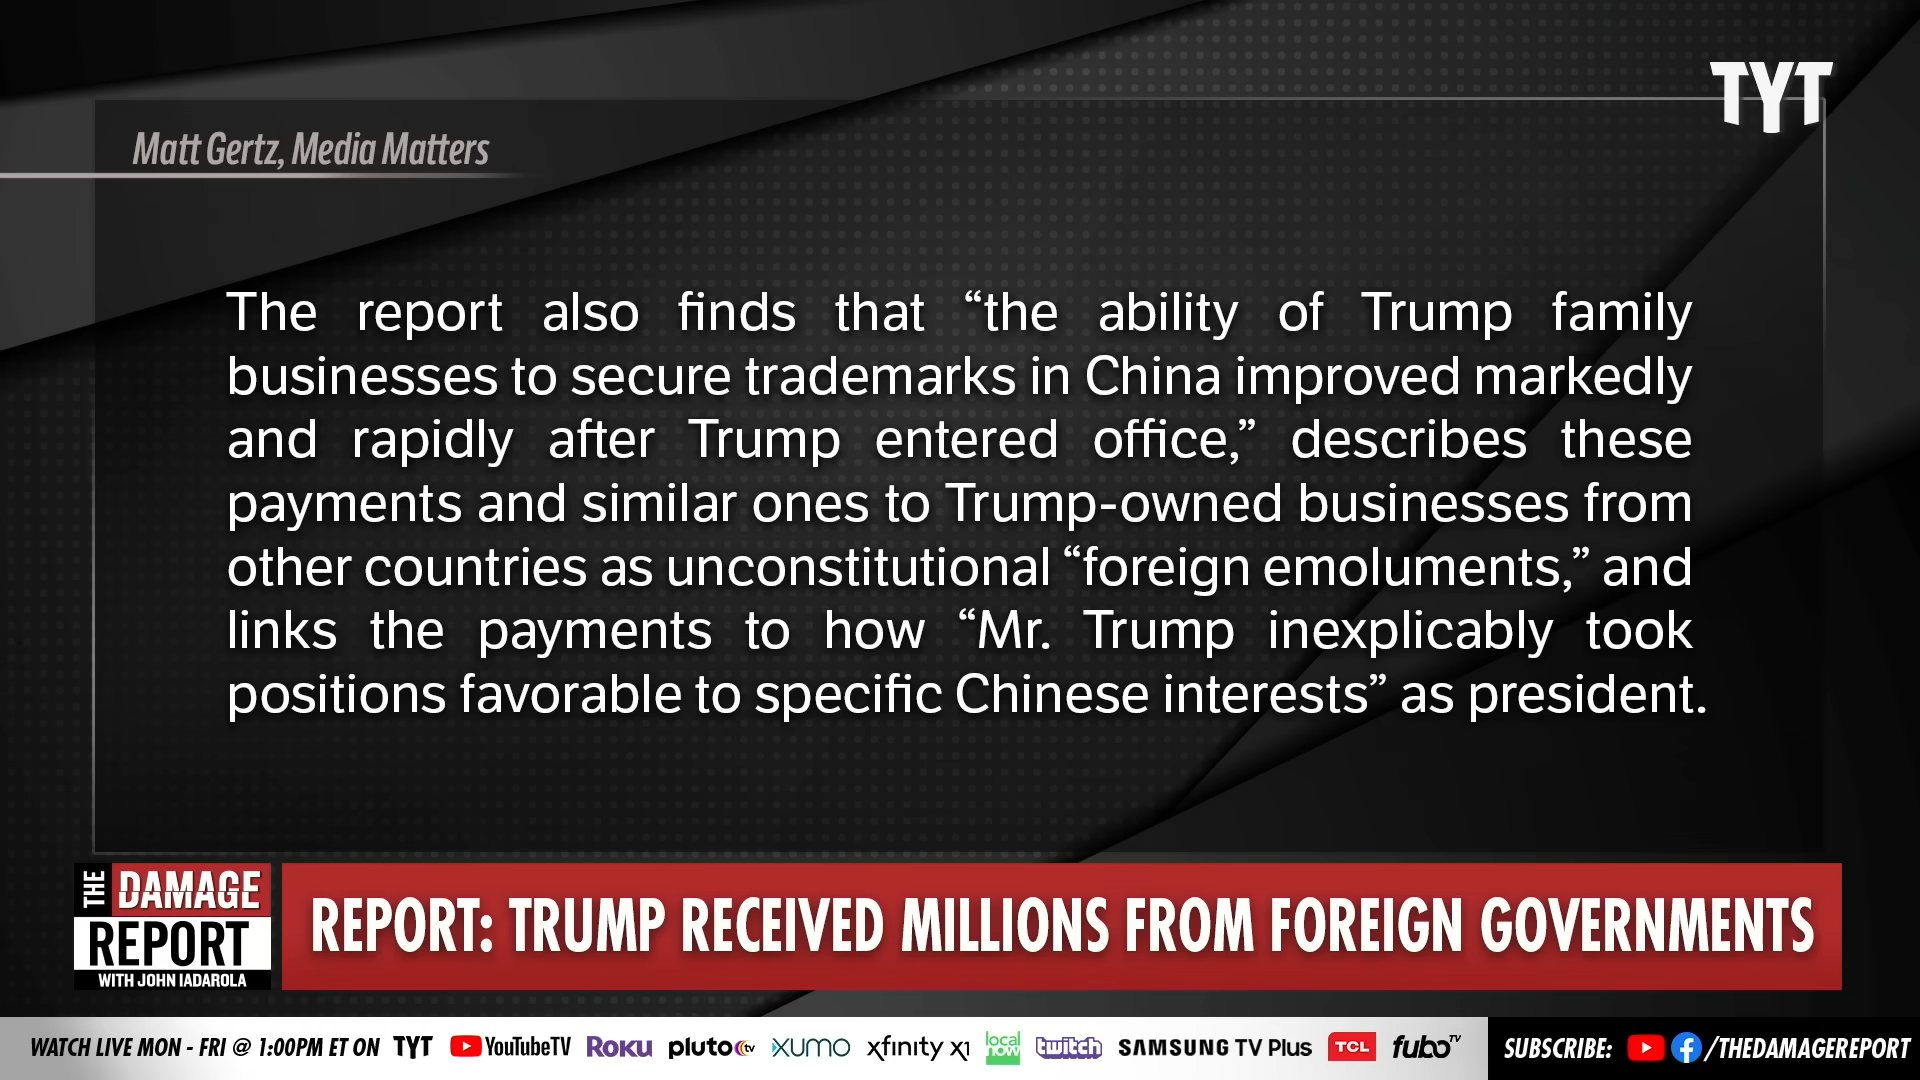 TYT
Matt Gertz, Media Matters
The report also finds that “the ability of Trump family
businesses to secure trademarks in China improved markedly
and rapidly after Trump entered office,” describes these
payments and similar ones to Trump-owned businesses from
other countries as unconstitutional “foreign emoluments,” and
links the payments to how “Mr. Trump inexplicably took
positions favorable to specific Chinese interests” as president.
THE DAMAGE
REPORT
WITH JOHN IADAROLA
REPORT: TRUMP RECEIVED MILLIONS FROM FOREIGN GOVERNMENTS
WATCH LIVE MON - FRI @ 1:00PM ET ON TYT YouTubeTV ROKU pluto tv XUMO xfinity x1 local now twitch SAMSUNG TV Plus TCL fubo TV SUBSCRIBE: /THEDAMAGEREPORT